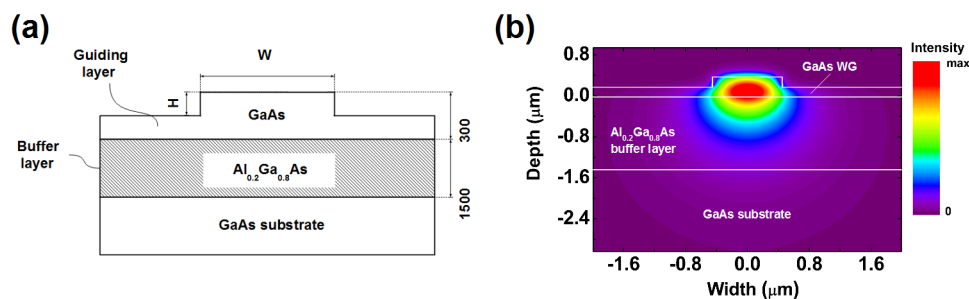 (a)
W
Guiding
layer
H
GaAs
300
Buffer
layer
Al0.2Ga0.8As
1500
GaAs substrate
(b)
Intensity
max
0
0.8
0.0
-0.8
-1.6
-2.4
Depth (μm)
GaAs WG
Al0.2Ga0.8As
buffer layer
GaAs substrate
-1.6 -0.8 0.0 0.8 1.6
Width (μm)